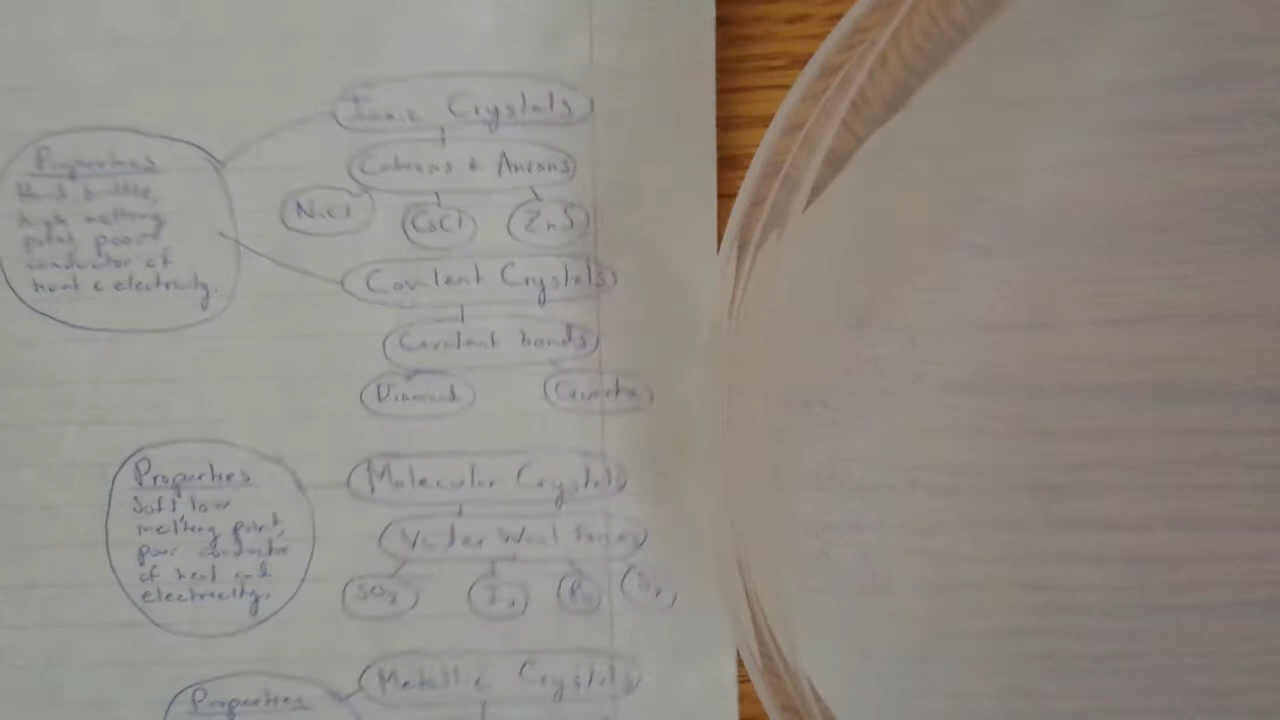 Ionic Crystals
Cations + Anions
NaCl
CsCl
ZnS
Properties
Hard, brittle,
high melting
point, poor
conductor of
heat & electricity.
Covalent Crystals
Covalent bonds
Diamond
Quartz
Properties
Soft, low
melting point,
poor conductor
of heat and
electricity.
Molecular Crystals
Vander Waal forces
SO₂
I₂
P₄
Metallic Crystals
Properties